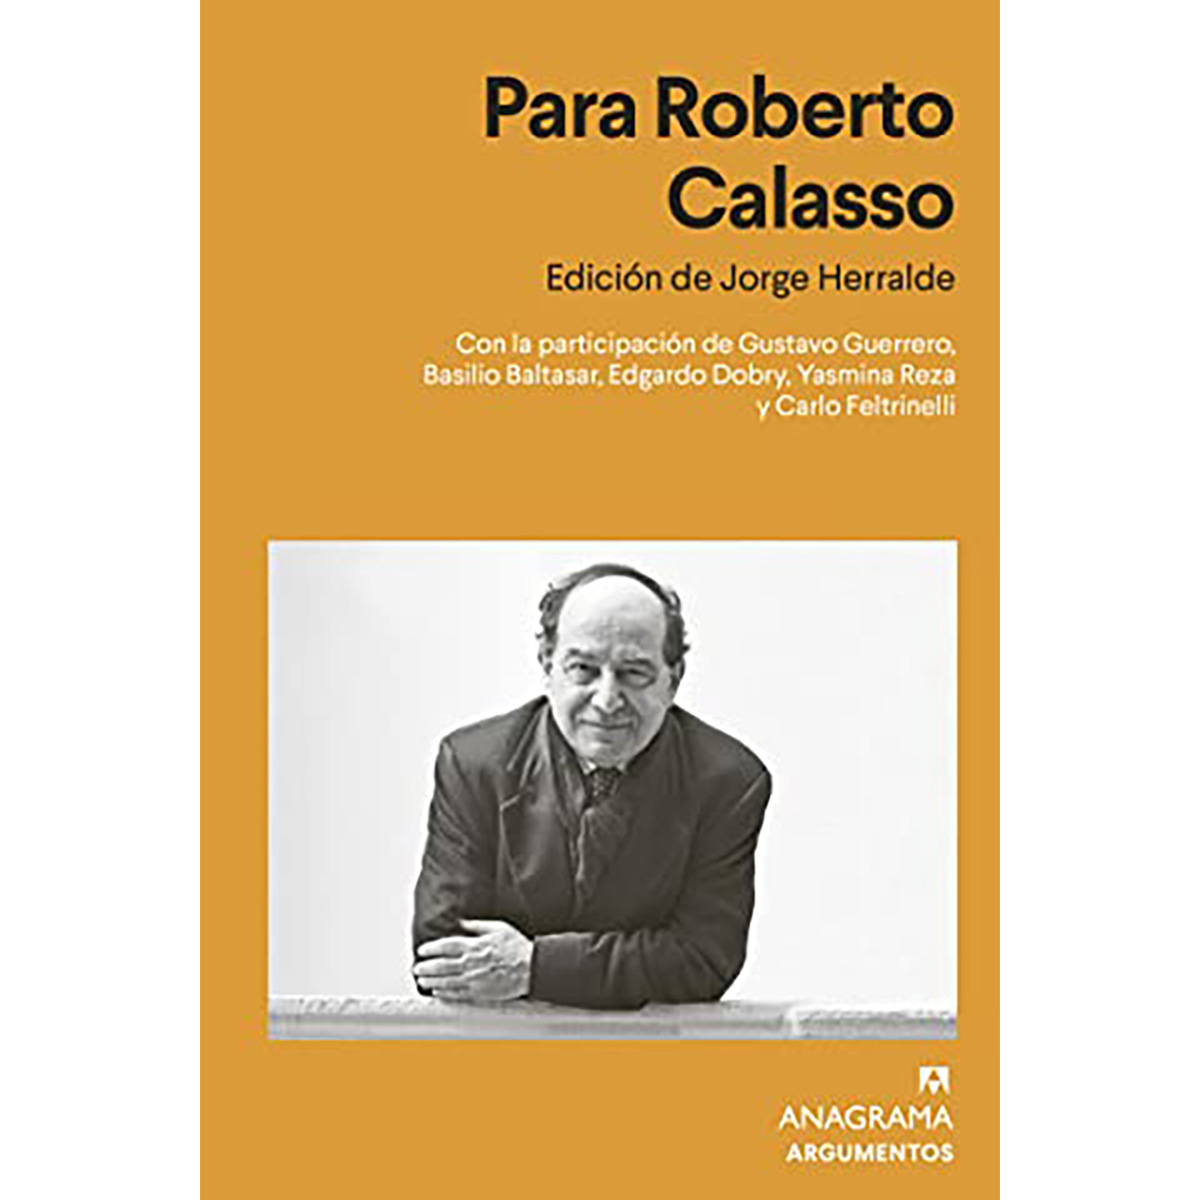 Para Roberto
Calasso
Edición de Jorge Herralde
Con la participación de Gustavo Guerrero,
Basilio Baltasar, Edgardo Dobry, Yasmina Reza
y Carlo Feltrinelli
ANAGRAMA
ARGUMENTOS